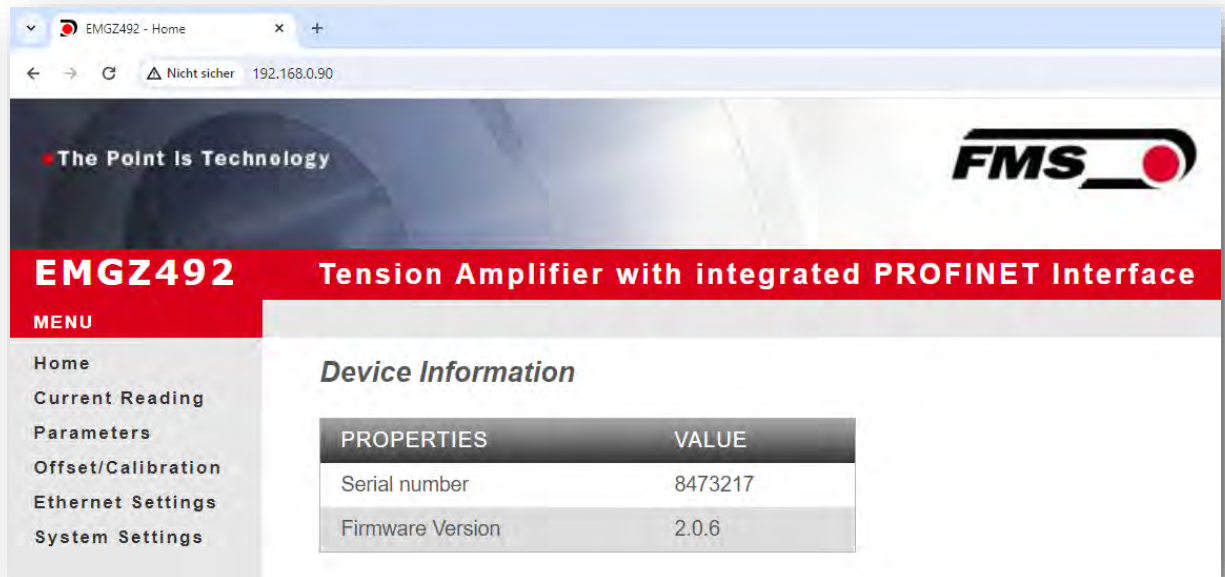 EMGZ492 - Home
Nicht sicher 192.168.0.90
The Point Is Technology
FMS
EMGZ492 Tension Amplifier with integrated PROFINET Interface
MENU
Home
Current Reading
Parameters
Offset/Calibration
Ethernet Settings
System Settings
Device Information
PROPERTIES VALUE
Serial number 8473217
Firmware Version 2.0.6